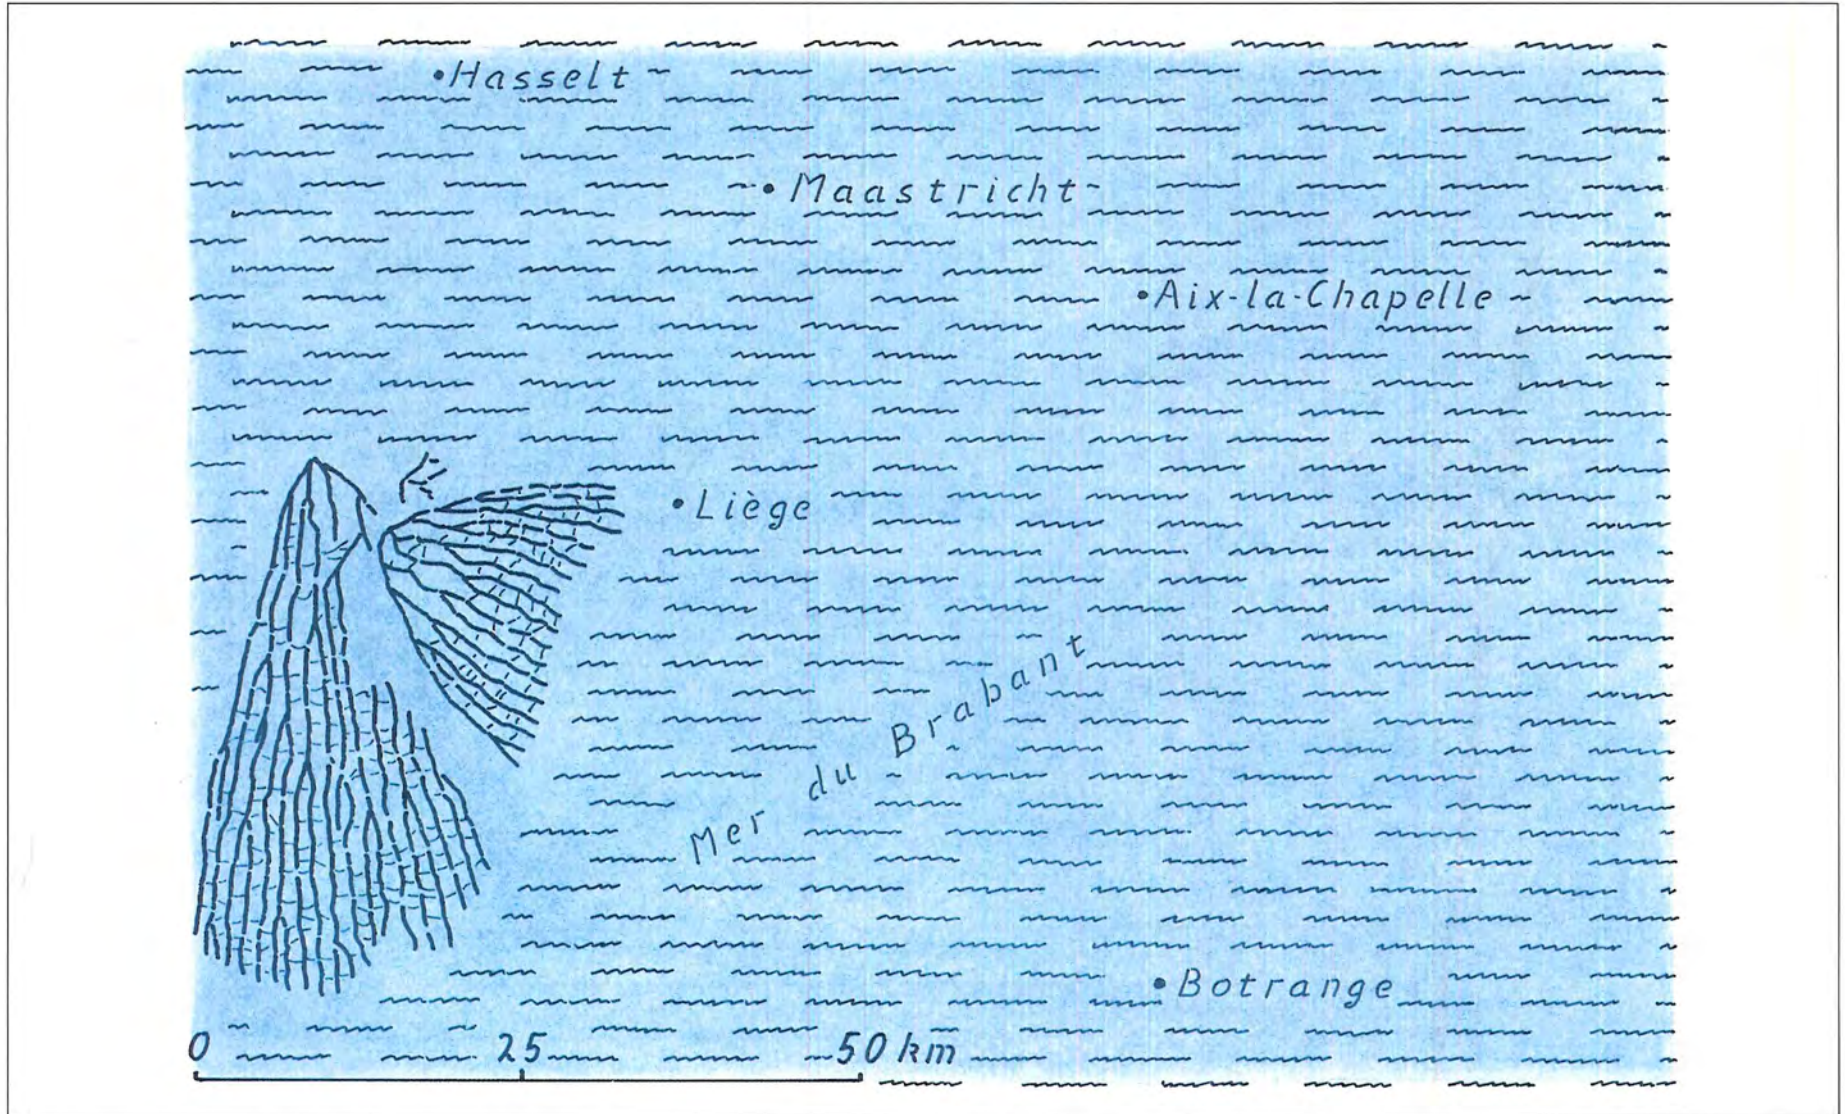 Hasselt
Maastricht
Aix-la-Chapelle
Liège
Mer du Brabant
Botrange
0 25 50 km